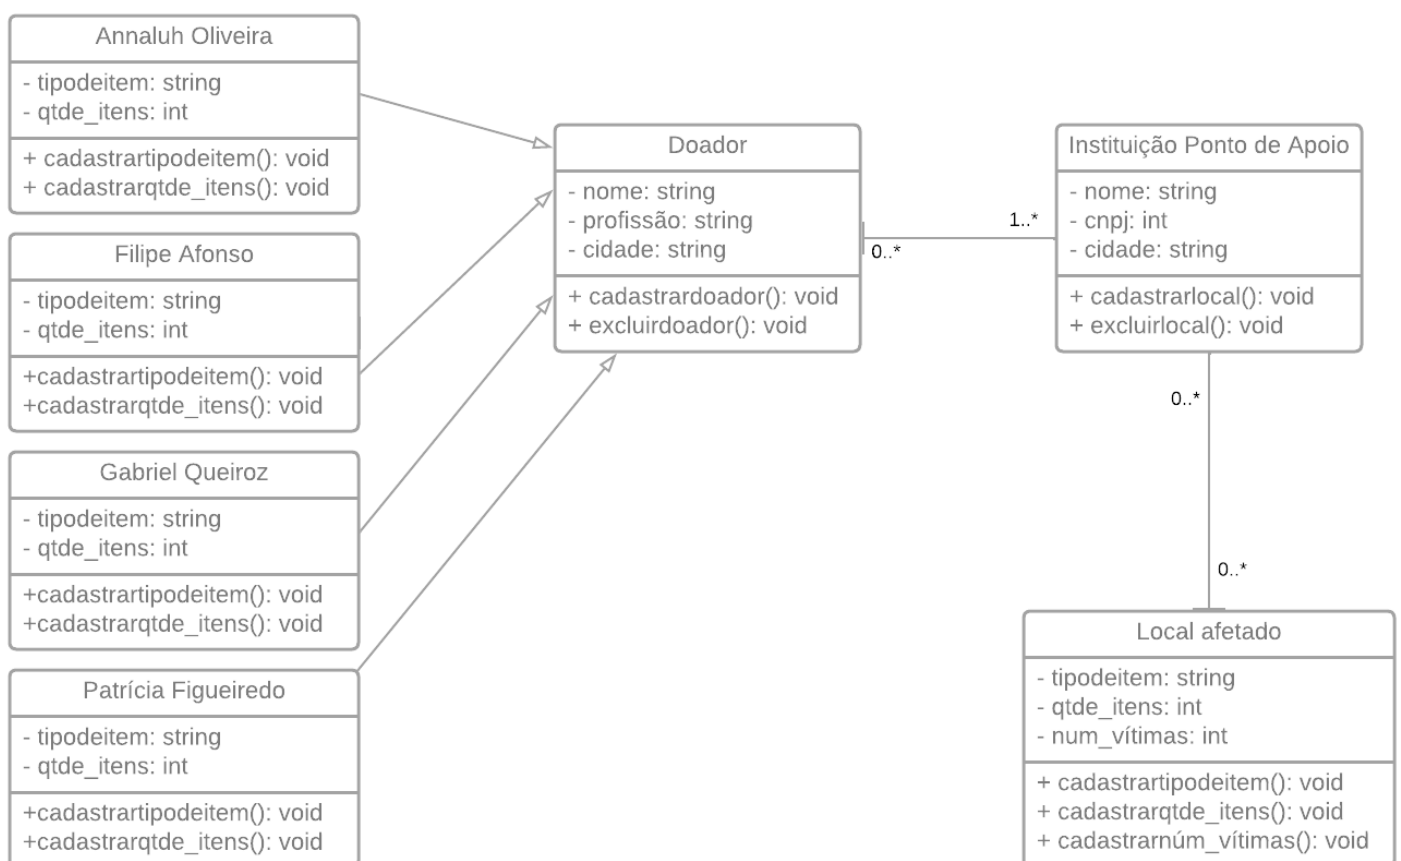 Annaluh Oliveira
- tipodeitem: string
- qtde_itens: int
+ cadastrartipodeitem(): void
+ cadastrarqtde_itens(): void
Filipe Afonso
- tipodeitem: string
- qtde_itens: int
+cadastrartipodeitem(): void
+cadastrarqtde_itens(): void
Gabriel Queiroz
- tipodeitem: string
- qtde_itens: int
+cadastrartipodeitem(): void
+cadastrarqtde_itens(): void
Patrícia Figueiredo
- tipodeitem: string
- qtde_itens: int
+cadastrartipodeitem(): void
+cadastrarqtde_itens(): void
Doador
- nome: string
- profissão: string
- cidade: string
+ cadastrardoador(): void
+ excluirdoador(): void
0..*
1..*
Instituição Ponto de Apoio
- nome: string
- cnpj: int
- cidade: string
+ cadastrarlocal(): void
+ excluirlocal(): void
0..*
0..*
Local afetado
- tipodeitem: string
- qtde_itens: int
- num_vítimas: int
+ cadastrartipodeitem(): void
+ cadastrarqtde_itens(): void
+ cadastrarnúm_vítimas(): void